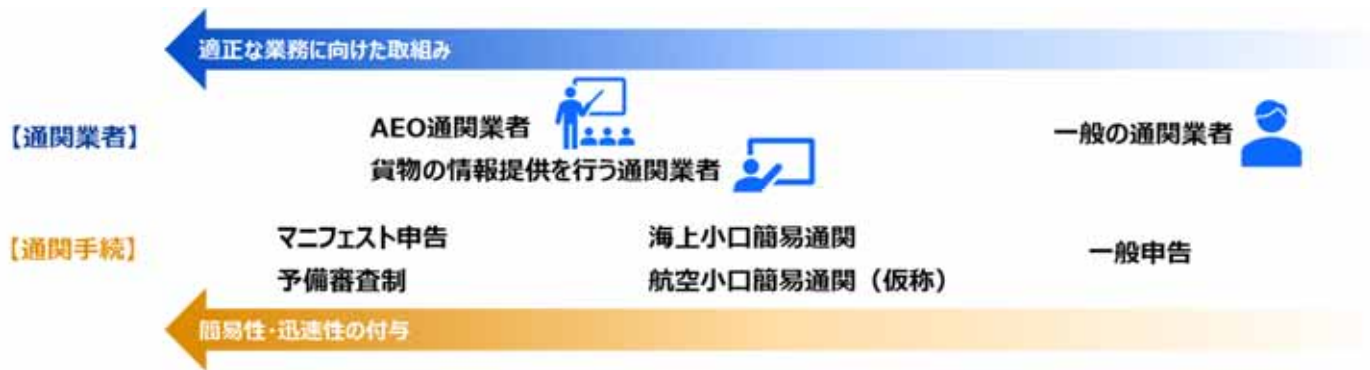 適正な業務に向けた取組み
【通関業者】
AEO通関業者
貨物の情報提供を行う通関業者
一般の通関業者
【通関手続】
マニフェスト申告
予備審査制
海上小口簡易通関
航空小口簡易通関（仮称）
一般申告
簡易性・迅速性の付与